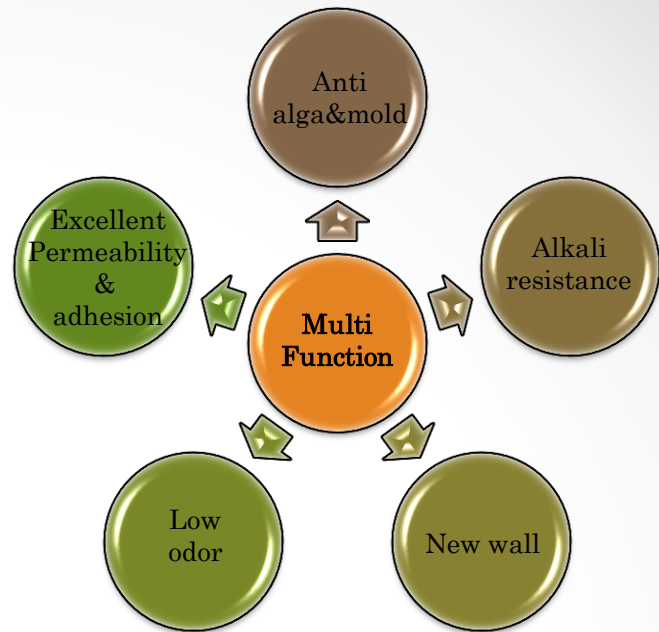 Anti
alga&mold
Excellent
Permeability
&
adhesion
Alkali
resistance
Multi
Function
Low
odor
New wall